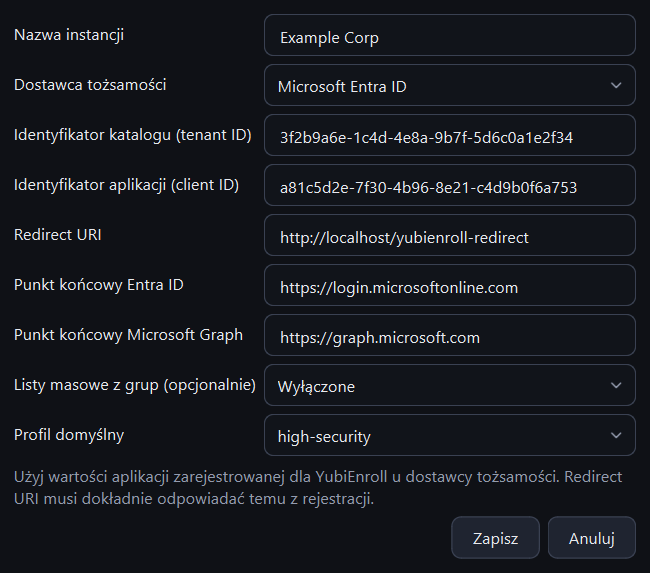 Nazwa instancji Example Corp
Dostawca tożsamości Microsoft Entra ID
Identyfikator katalogu (tenant ID) 3f2b9a6e-1c4d-4e8a-9b7f-5d6c0a1e2f34
Identyfikator aplikacji (client ID) a81c5d2e-7f30-4b96-8e21-c4d9b0f6a753
Redirect URI http://localhost/yubienroll-redirect
Punkt końcowy Entra ID https://login.microsoftonline.com
Punkt końcowy Microsoft Graph https://graph.microsoft.com
Listy masowe z grup (opcjonalnie) Wyłączone
Profil domyślny high-security
Użyj wartości aplikacji zarejestrowanej dla YubiEnroll u dostawcy tożsamości. Redirect
URI musi dokładnie odpowiadać temu z rejestracji.
Zapisz Anuluj